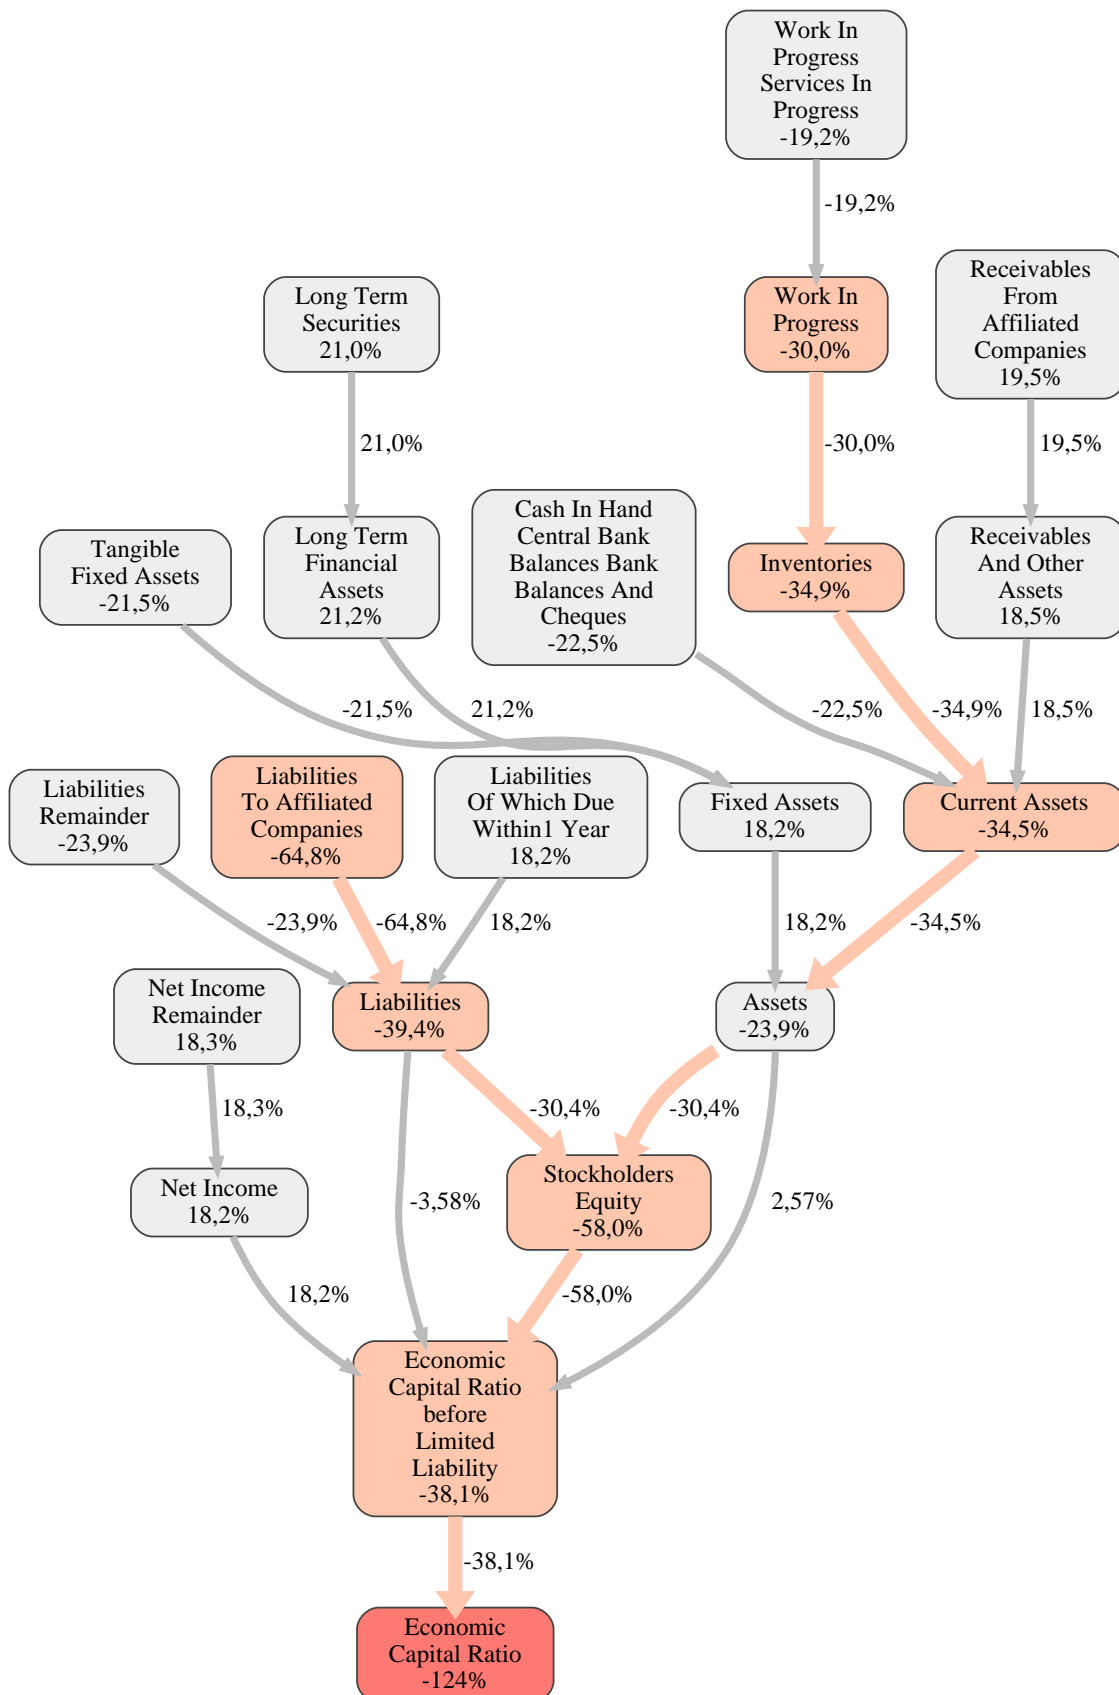 Work In
Progress
Services In
Progress
-19,2%
-19,2%
Long Term
Securities
21,0%
Work In
Progress
-30,0%
Receivables
From
Affiliated
Companies
19,5%
21,0%
-30,0%
19,5%
Tangible
Fixed Assets
-21,5%
Long Term
Financial
Assets
21,2%
Cash In Hand
Central Bank
Balances Bank
Balances And
Cheques
-22,5%
Inventories
-34,9%
Receivables
And Other
Assets
18,5%
-21,5%
21,2%
-22,5%
-34,9%
18,5%
Liabilities
Remainder
-23,9%
Liabilities
To Affiliated
Companies
-64,8%
Liabilities
Of Which Due
Within1 Year
18,2%
Fixed Assets
18,2%
Current Assets
-34,5%
-23,9%
-64,8%
18,2%
18,2%
-34,5%
Net Income
Remainder
18,3%
Liabilities
-39,4%
Assets
-23,9%
18,3%
-30,4%
-30,4%
Net Income
18,2%
-3,58%
Stockholders
Equity
-58,0%
2,57%
18,2%
-58,0%
Economic
Capital Ratio
before
Limited
Liability
-38,1%
-38,1%
Economic
Capital Ratio
-124%